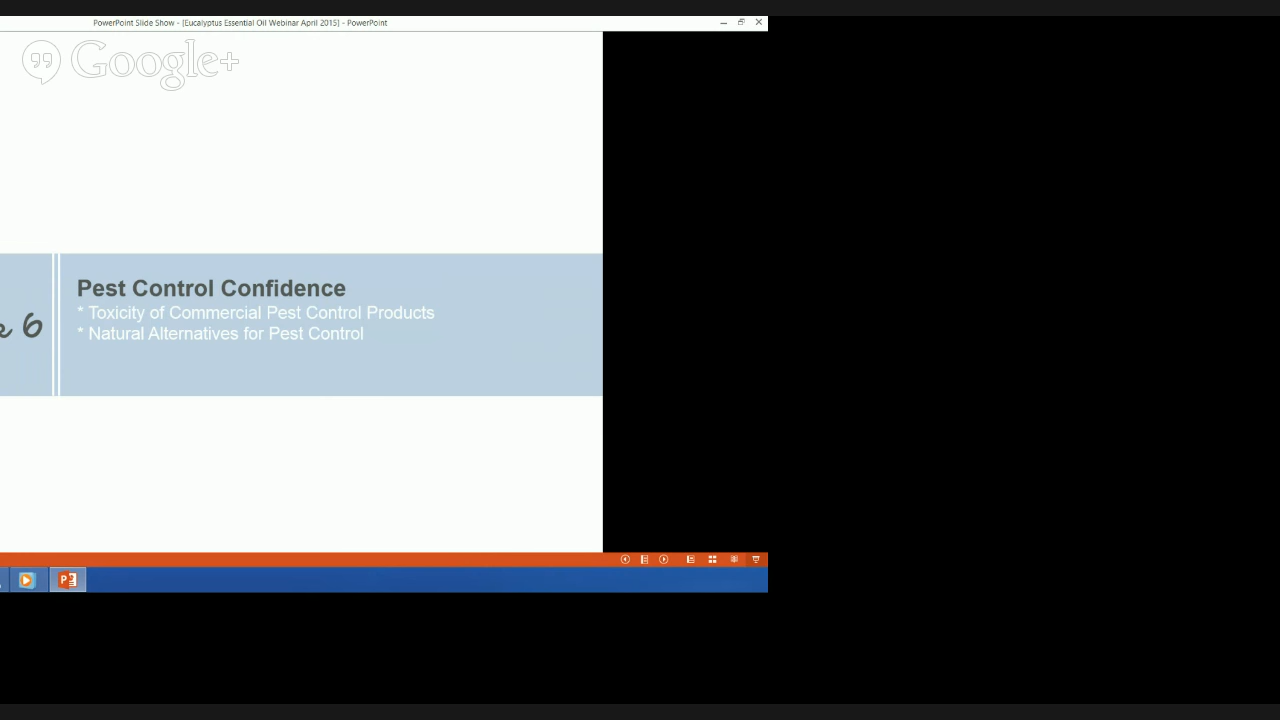 PowerPoint Slide Show - [Eucalyptus Essential Oil Webinar April 2015] - PowerPoint
Google+
Pest Control Confidence
* Toxicity of Commercial Pest Control Products
6
* Natural Alternatives for Pest Control